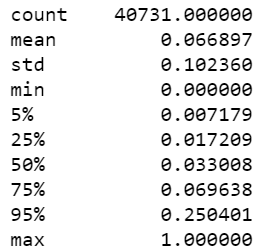 count 40731.000000
mean 0.066897
std 0.102360
min 0.000000
5% 0.007179
25% 0.017209
50% 0.033008
75% 0.069638
95% 0.250401
max 1.000000